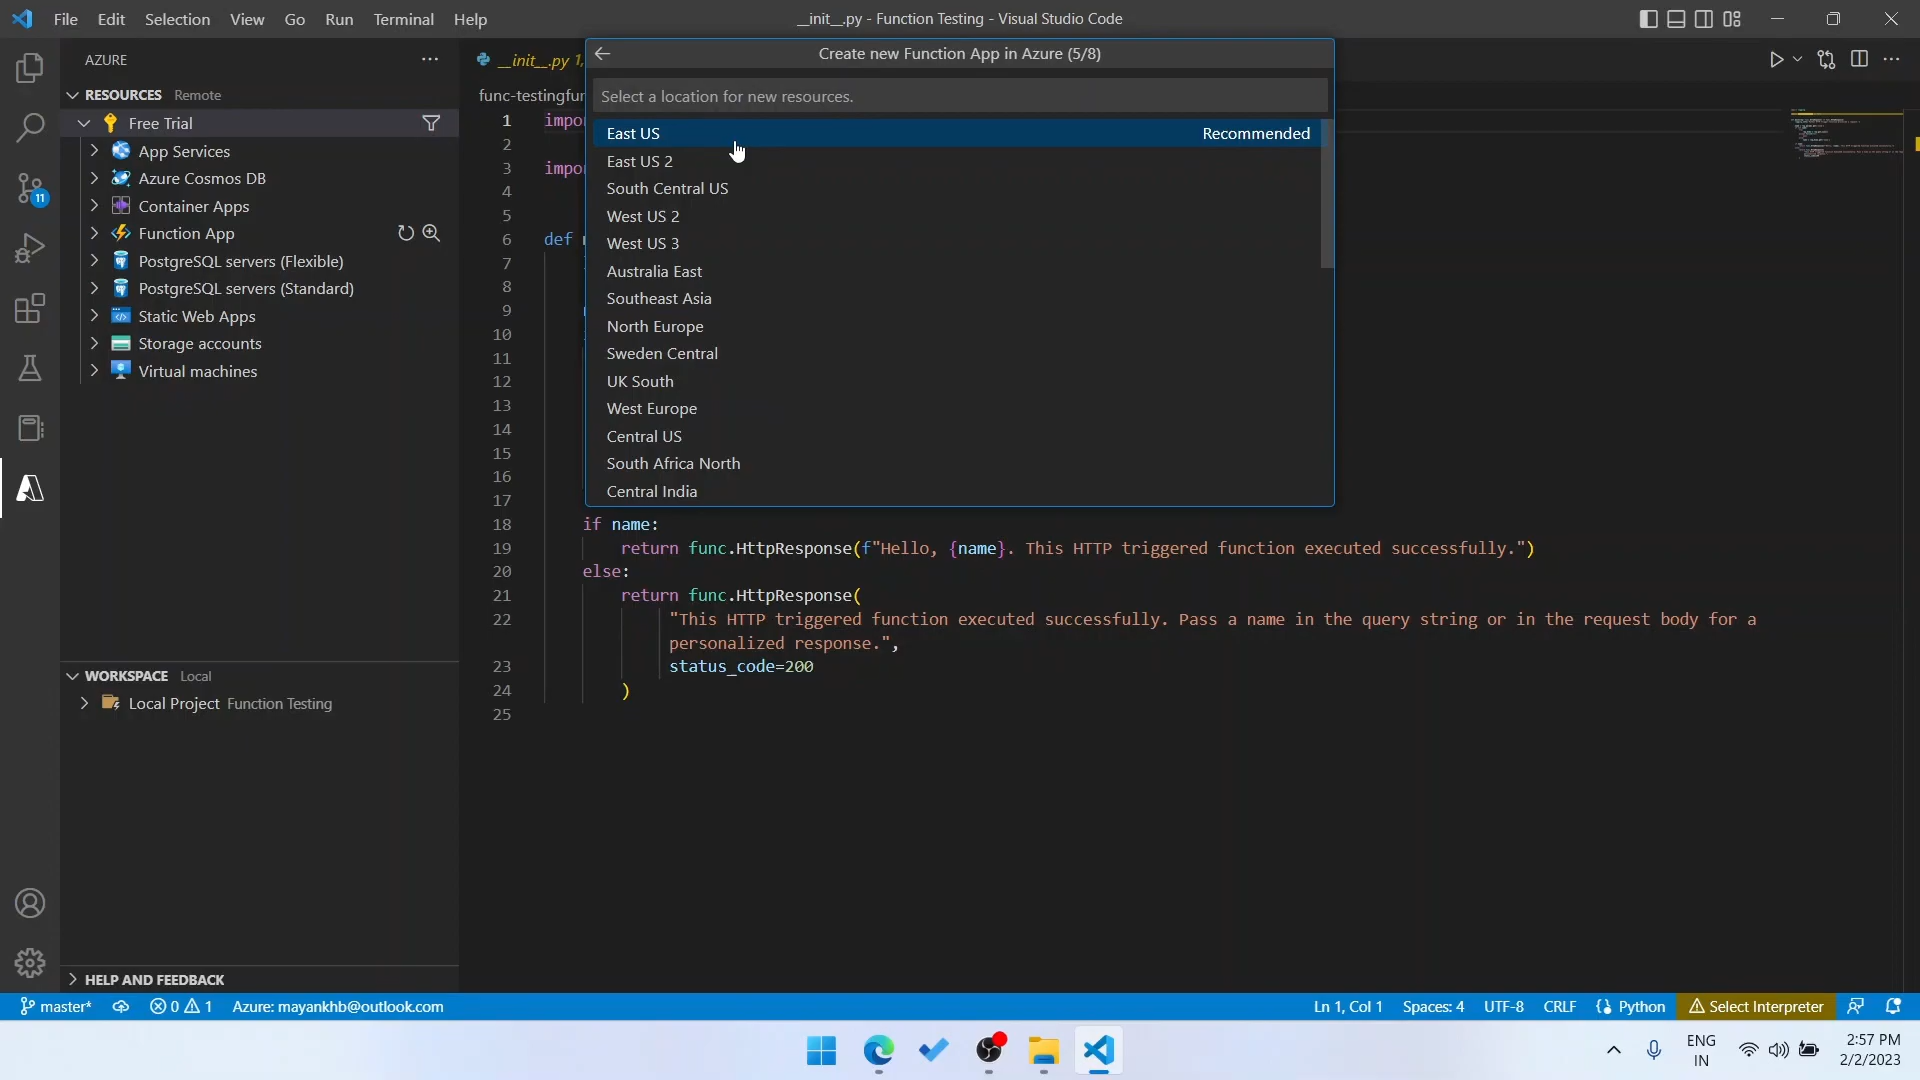 File Edit Selection View Go Run Terminal Help
__init__.py - Function Testing - Visual Studio Code
AZURE
RESOURCES Remote
Free Trial
App Services
Azure Cosmos DB
Container Apps
Function App
PostgreSQL servers (Flexible)
PostgreSQL servers (Standard)
Static Web Apps
Storage accounts
Virtual machines
11
WORKSPACE Local
Local Project Function Testing
HELP AND FEEDBACK
__init__.py 1,
func-testingfun
Create new Function App in Azure (5/8)
Select a location for new resources.
East US Recommended
East US 2
South Central US
West US 2
West US 3
Australia East
Southeast Asia
North Europe
Sweden Central
UK South
West Europe
Central US
South Africa North
Central India
1 impo
2
3 impo
4
5
6 def
7
8
9
10
11
12
13
14
15
16
17
18 if name:
19 return func.HttpResponse(f"Hello, {name}. This HTTP triggered function executed successfully.")
20 else:
21 return func.HttpResponse(
22 "This HTTP triggered function executed successfully. Pass a name in the query string or in the request body for a
personalized response.",
23 status_code=200
24 )
25
master* 0 1 Azure: mayankhb@outlook.com Ln 1, Col 1 Spaces: 4 UTF-8 CRLF Python Select Interpreter
ENG
IN
2:57 PM
2/2/2023